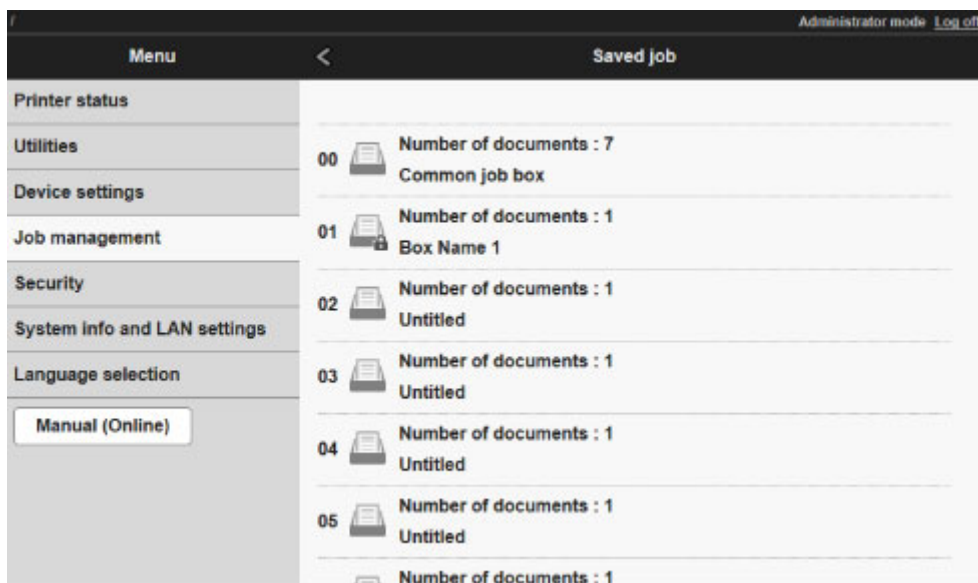 Administrator mode Log off
Menu
< Saved job
Printer status
Utilities
Device settings
Job management
Security
System info and LAN settings
Language selection
Manual (Online)
00
Number of documents : 7
Common job box
01
Number of documents : 1
Box Name 1
02
Number of documents : 1
Untitled
03
Number of documents : 1
Untitled
04
Number of documents : 1
Untitled
05
Number of documents : 1
Untitled
Number of documents : 1